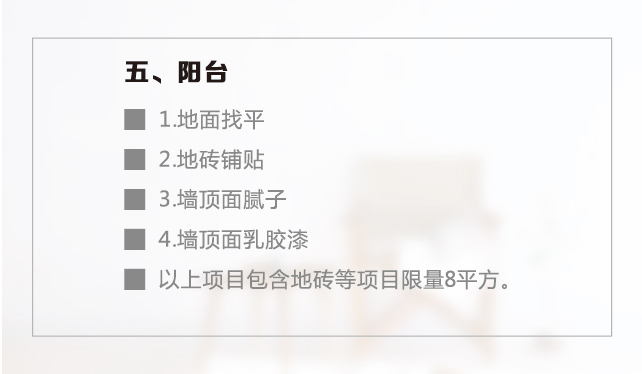 五、阳台
1.地面找平
2.地砖铺贴
3.墙顶面腻子
4.墙顶面乳胶漆
以上项目包含地砖等项目限量8平方。